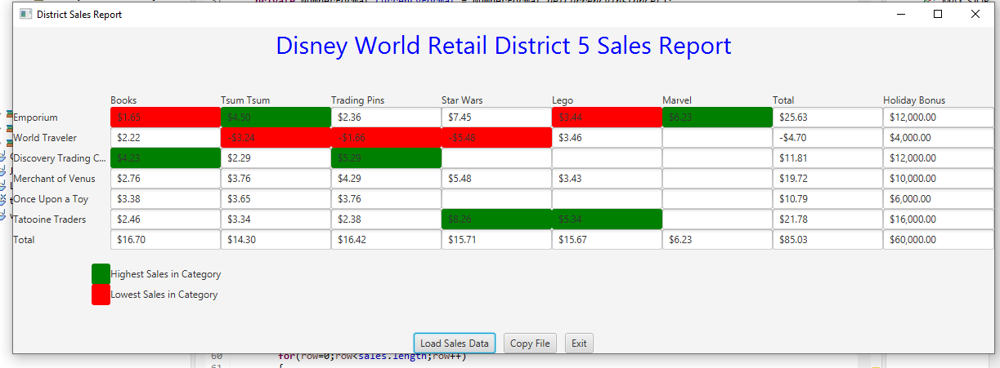 private NumberFormat currencyFormat = NumberFormat.getCurrencyInstance();
District Sales Report
Disney World Retail District 5 Sales Report
Books Tsum Tsum Trading Pins Star Wars Lego Marvel Total Holiday Bonus
Emporium $1.65 $4.50 $2.36 $7.45 $3.44 $6.23 $25.63 $12,000.00
World Traveler $2.22 -$3.24 -$1.66 -$5.48 $3.46 -$4.70 $4,000.00
Discovery Trading C... $4.23 $2.29 $5.29 $11.81 $12,000.00
Merchant of Venus $2.76 $3.76 $4.29 $5.48 $3.43 $19.72 $10,000.00
Once Upon a Toy $3.38 $3.65 $3.76 $10.79 $6,000.00
Tatooine Traders $2.46 $3.34 $2.38 $8.26 $5.34 $21.78 $16,000.00
Total $16.70 $14.30 $16.42 $15.71 $15.67 $6.23 $85.03 $60,000.00
Highest Sales in Category
Lowest Sales in Category
Load Sales Data Copy File Exit
60 for(row=0;row<sales.length;row++)
61 {